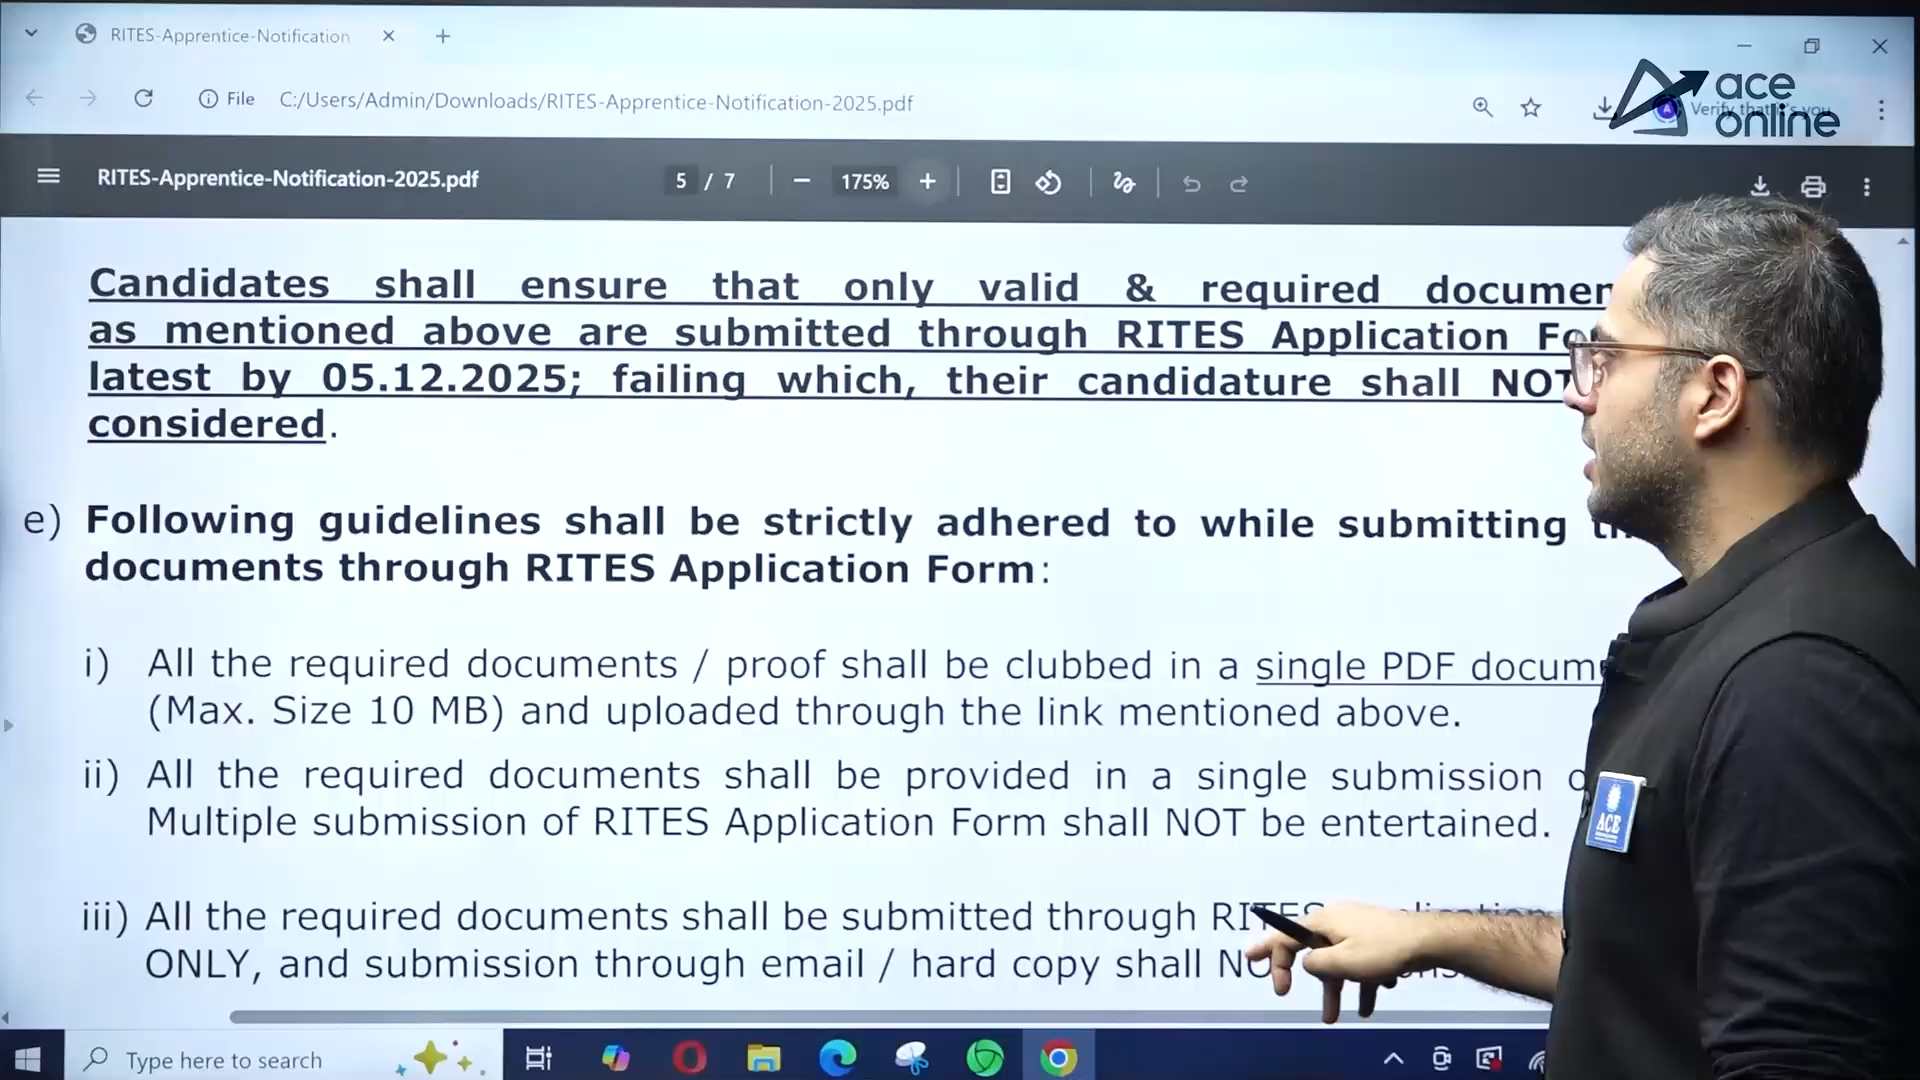 RITES-Apprentice-Notification
File C:/Users/Admin/Downloads/RITES-Apprentice-Notification-2025.pdf
Verify that it's you
ace
online
RITES-Apprentice-Notification-2025.pdf 5 / 7 175%
Candidates shall ensure that only valid & required
as mentioned above are submitted through RITES Application
latest by 05.12.2025; failing which, their candidature shall NOT
considered.
e) Following guidelines shall be strictly adhered to while submitting
documents through RITES Application Form:
i) All the required documents / proof shall be clubbed in a single PDF
(Max. Size 10 MB) and uploaded through the link mentioned above.
ii) All the required documents shall be provided in a single submission
Multiple submission of RITES Application Form shall NOT be entertained.
iii) All the required documents shall be submitted through RITES
ONLY, and submission through email / hard copy shall
ACE
Type here to search